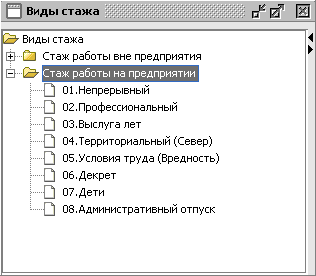 Виды стажа
Виды стажа
Стаж работы вне предприятия
Стаж работы на предприятии
01.Непрерывный
02.Профессиональный
03.Выслуга лет
04.Территориальный (Север)
05.Условия труда (Вредность)
06.Декрет
07.Дети
08.Административный отпуск